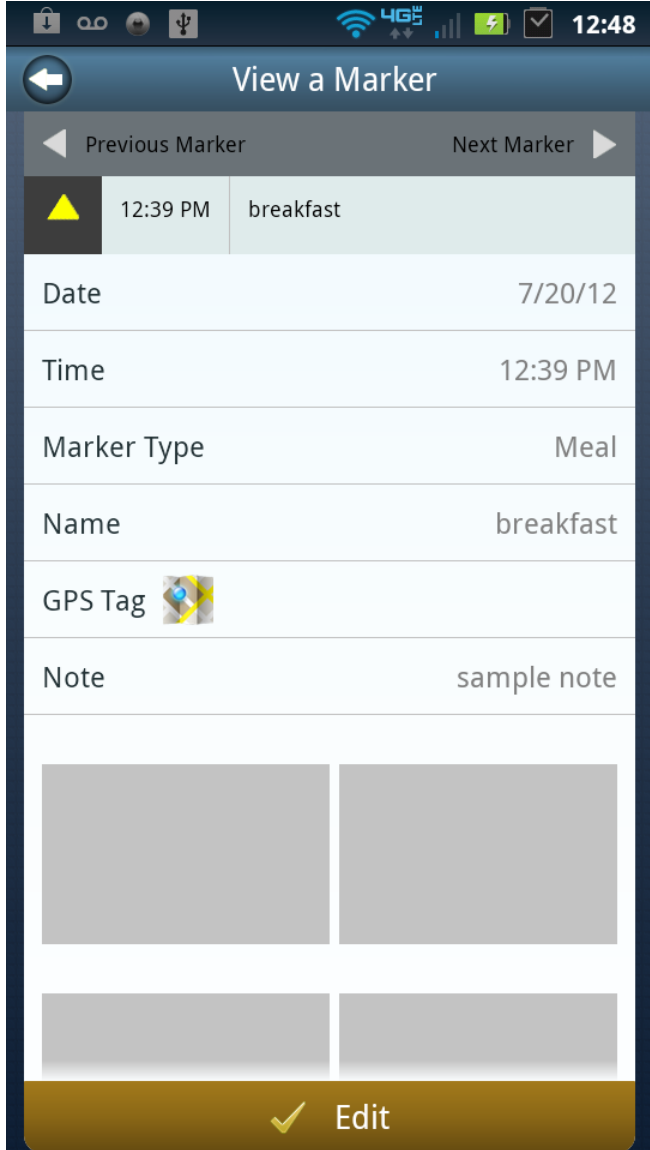 4G LTE 12:48
View a Marker
Previous Marker Next Marker
12:39 PM breakfast
Date 7/20/12
Time 12:39 PM
Marker Type Meal
Name breakfast
GPS Tag
Note sample note
Edit